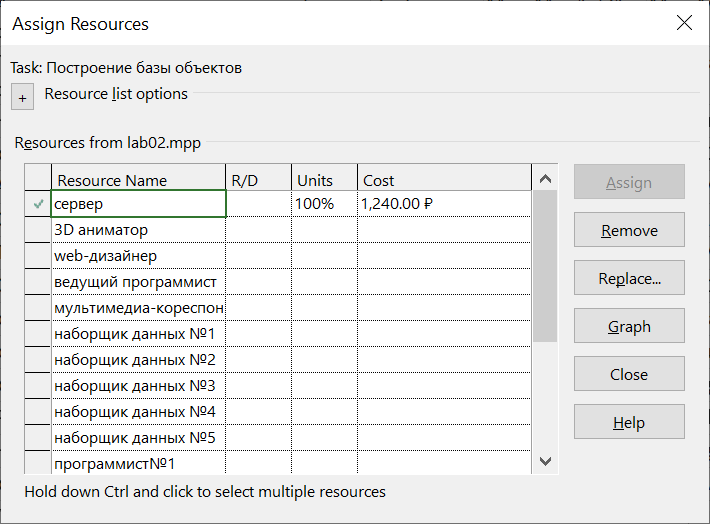 Assign Resources
Task: Построение базы объектов
+ Resource list options
Resources from lab02.mpp
Resource Name R/D Units Cost
сервер 100% 1,240.00 ₽
3D аниматор
web-дизайнер
ведущий программист
мультимедиа-кореспон
наборщик данных №1
наборщик данных №2
наборщик данных №3
наборщик данных №4
наборщик данных №5
программист№1
Assign
Remove
Replace...
Graph
Close
Help
Hold down Ctrl and click to select multiple resources